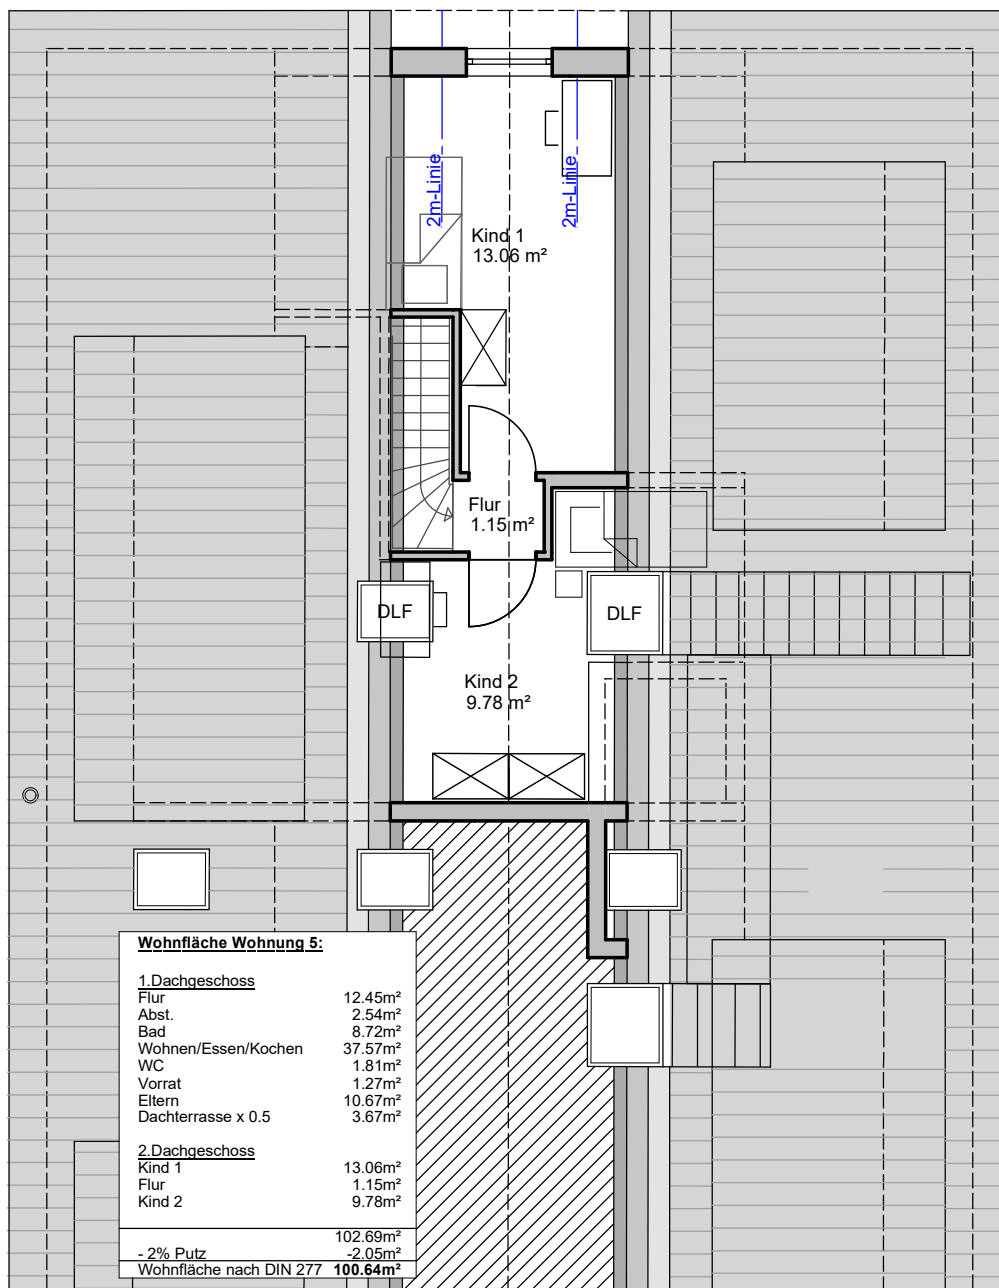 2m-Linie
2m-Linie
Kind 1
13.06 m²
Flur
1.15 m²
DLF
DLF
Kind 2
9.78 m²
Wohnfläche Wohnung 5:
1.Dachgeschoss
Flur 12.45m²
Abst. 2.54m²
Bad 8.72m²
Wohnen/Essen/Kochen 37.57m²
WC 1.81m²
Vorrat 1.27m²
Eltern 10.67m²
Dachterrasse x 0.5 3.67m²
2.Dachgeschoss
Kind 1 13.06m²
Flur 1.15m²
Kind 2 9.78m²
102.69m²
- 2% Putz -2.05m²
Wohnfläche nach DIN 277 100.64m²